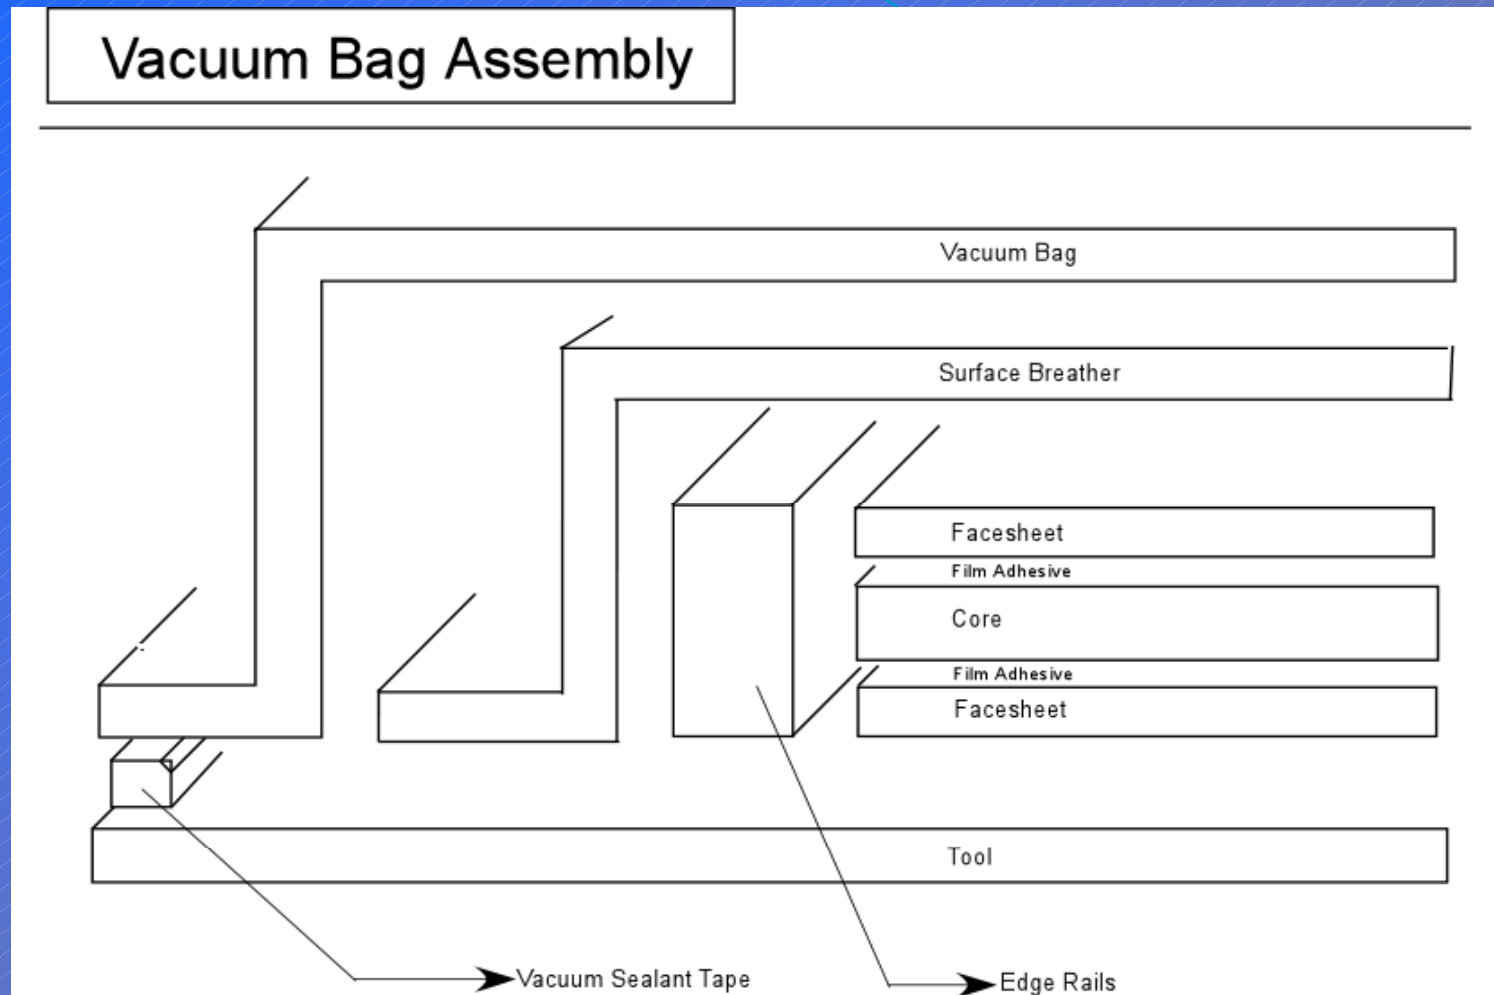 Vacuum Bag Assembly
Vacuum Bag
Surface Breather
Facesheet
Film Adhesive
Core
Film Adhesive
Facesheet
Tool
Vacuum Sealant Tape
Edge Rails